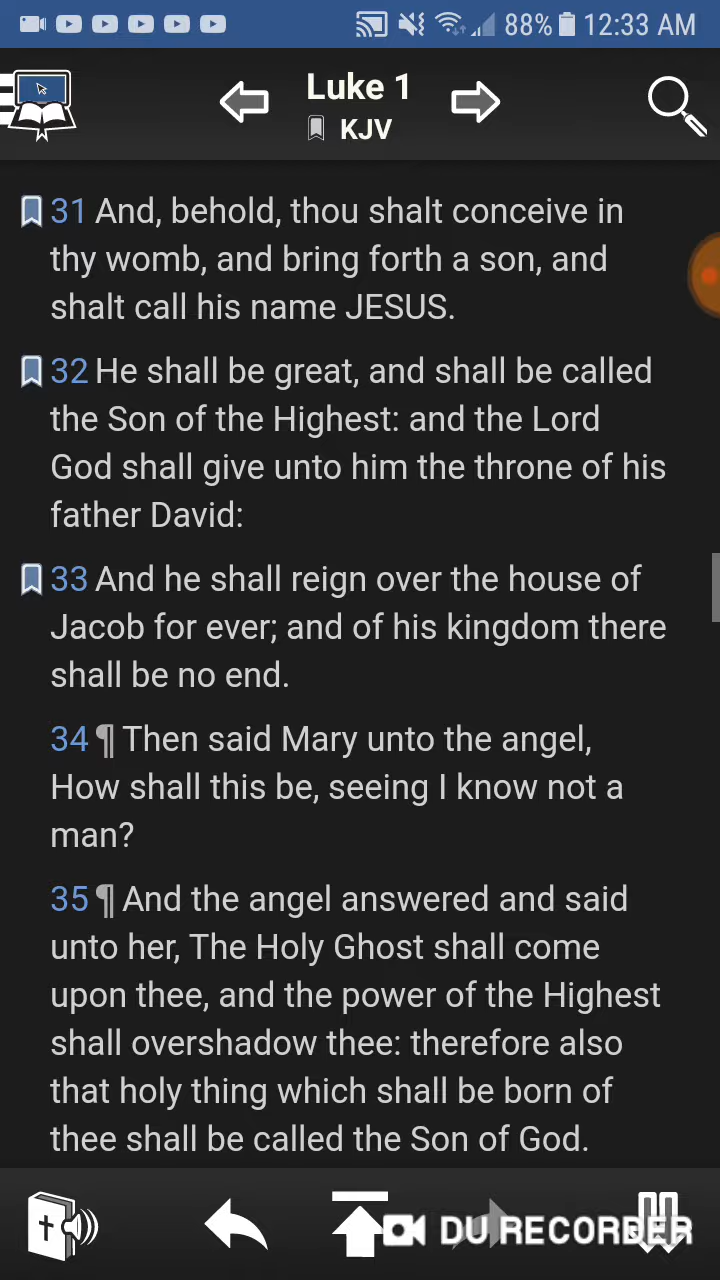 88% 12:33 AM
Luke 1
KJV
31 And, behold, thou shalt conceive in
thy womb, and bring forth a son, and
shalt call his name JESUS.
32 He shall be great, and shall be called
the Son of the Highest: and the Lord
God shall give unto him the throne of his
father David:
33 And he shall reign over the house of
Jacob for ever; and of his kingdom there
shall be no end.
34 ¶ Then said Mary unto the angel,
How shall this be, seeing I know not a
man?
35 ¶ And the angel answered and said
unto her, The Holy Ghost shall come
upon thee, and the power of the Highest
shall overshadow thee: therefore also
that holy thing which shall be born of
thee shall be called the Son of God.
DU RECORDER